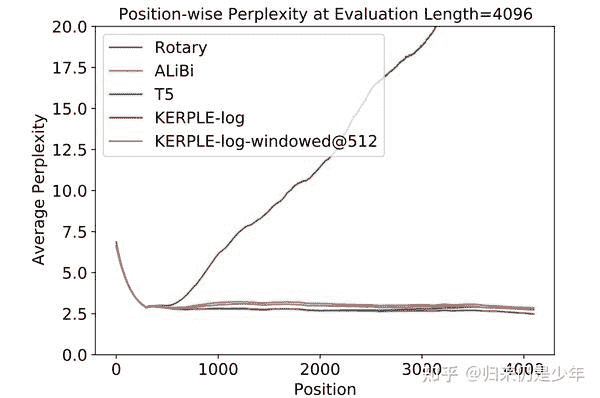 Position-wise Perplexity at Evaluation Length=4096
20.0
17.5
15.0
12.5
10.0
7.5
5.0
2.5
0.0
Average Perplexity
Rotary
ALiBi
T5
KERPLE-log
KERPLE-log-windowed@512
0 1000 2000 3000 4000
Position
知乎 @归来仍是少年